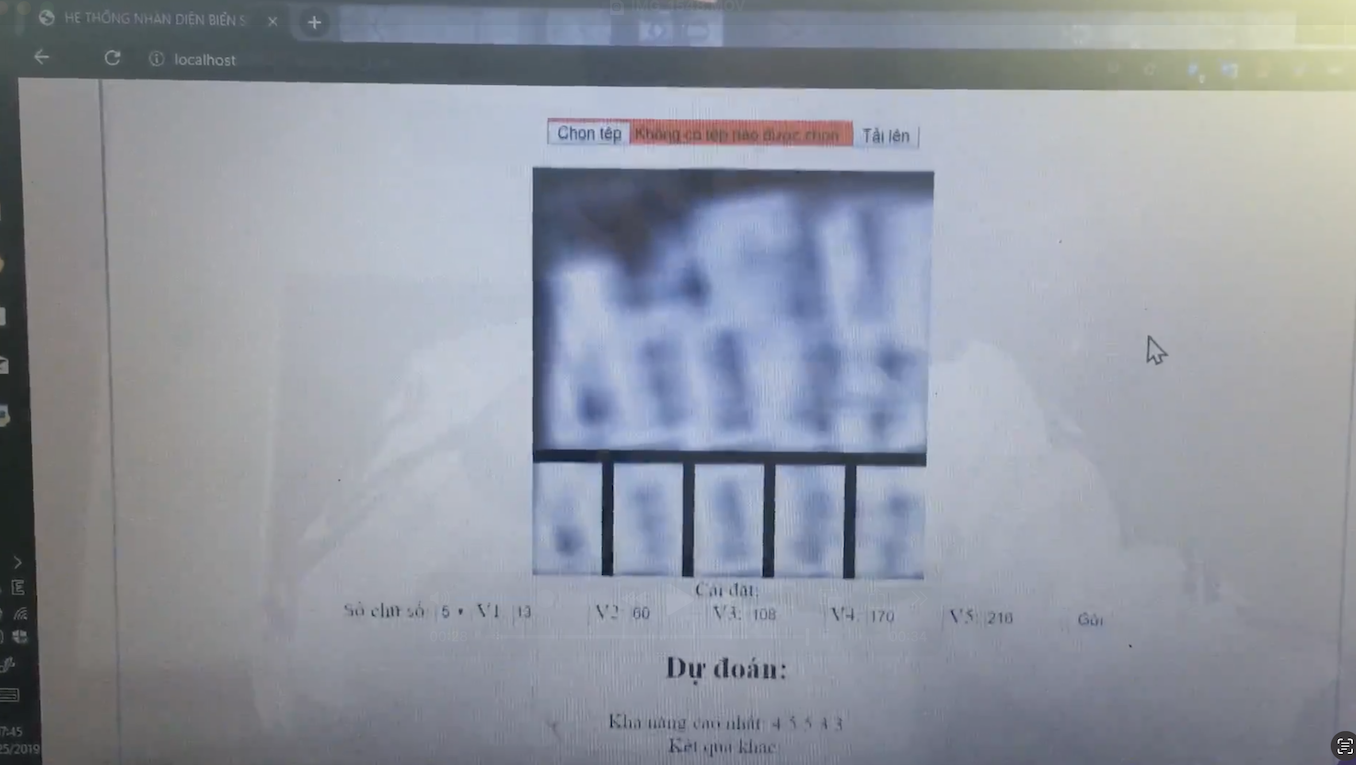 HE THỐNG NHẬN DIỆN BIỂN S
localhost
Chọn tệp Không có tệp nào được chọn Tải lên
Cài đặt:
Số chữ số: 5 V1: 13 V2: 60 V3: 108 V4: 170 V5: 216 Gửi
Dự đoán:
Khả năng cao nhất: 4 5 5 4 3
Kết quả khác
7:45
25/2019